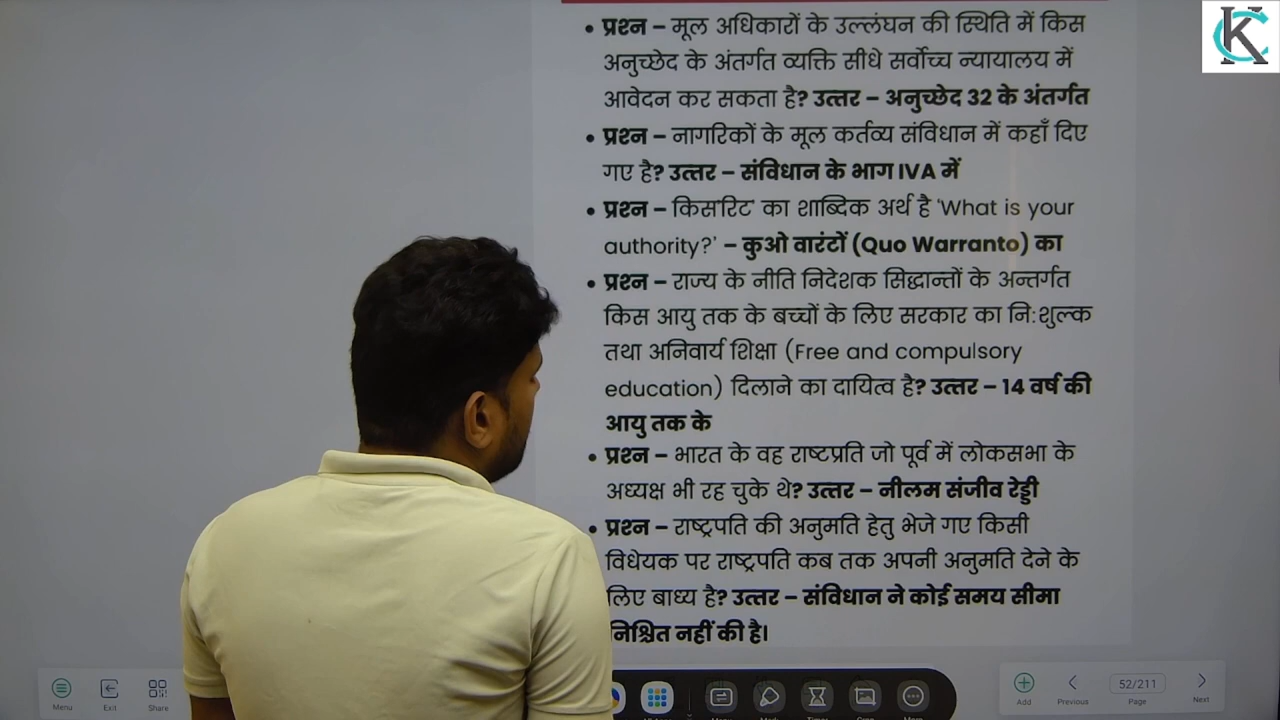 • प्रश्न – मूल अधिकारों के उल्लंघन की स्थिति में किस
अनुच्छेद के अंतर्गत व्यक्ति सीधे सर्वोच्च न्यायालय में
आवेदन कर सकता है? उत्तर – अनुच्छेद 32 के अंतर्गत
• प्रश्न – नागरिकों के मूल कर्तव्य संविधान में कहाँ दिए
गए है? उत्तर – संविधान के भाग IVA में
• प्रश्न – किस'रिट' का शाब्दिक अर्थ है 'What is your
authority?' – कुओ वारंटों (Quo Warranto) का
• प्रश्न – राज्य के नीति निदेशक सिद्धान्तों के अन्तर्गत
किस आयु तक के बच्चों के लिए सरकार का नि:शुल्क
तथा अनिवार्य शिक्षा (Free and compulsory
education) दिलाने का दायित्व है? उत्तर – 14 वर्ष की
आयु तक के
• प्रश्न – भारत के वह राष्टप्रति जो पूर्व में लोकसभा के
अध्यक्ष भी रह चुके थे? उत्तर – नीलम संजीव रेड्डी
• प्रश्न – राष्ट्रपति की अनुमति हेतु भेजे गए किसी
विधेयक पर राष्ट्रपति कब तक अपनी अनुमति देने के
लिए बाध्य है? उत्तर – संविधान ने कोई समय सीमा
निश्चित नहीं की है।
KC
Menu Exit Share
Add Previous 52/211 Page Next